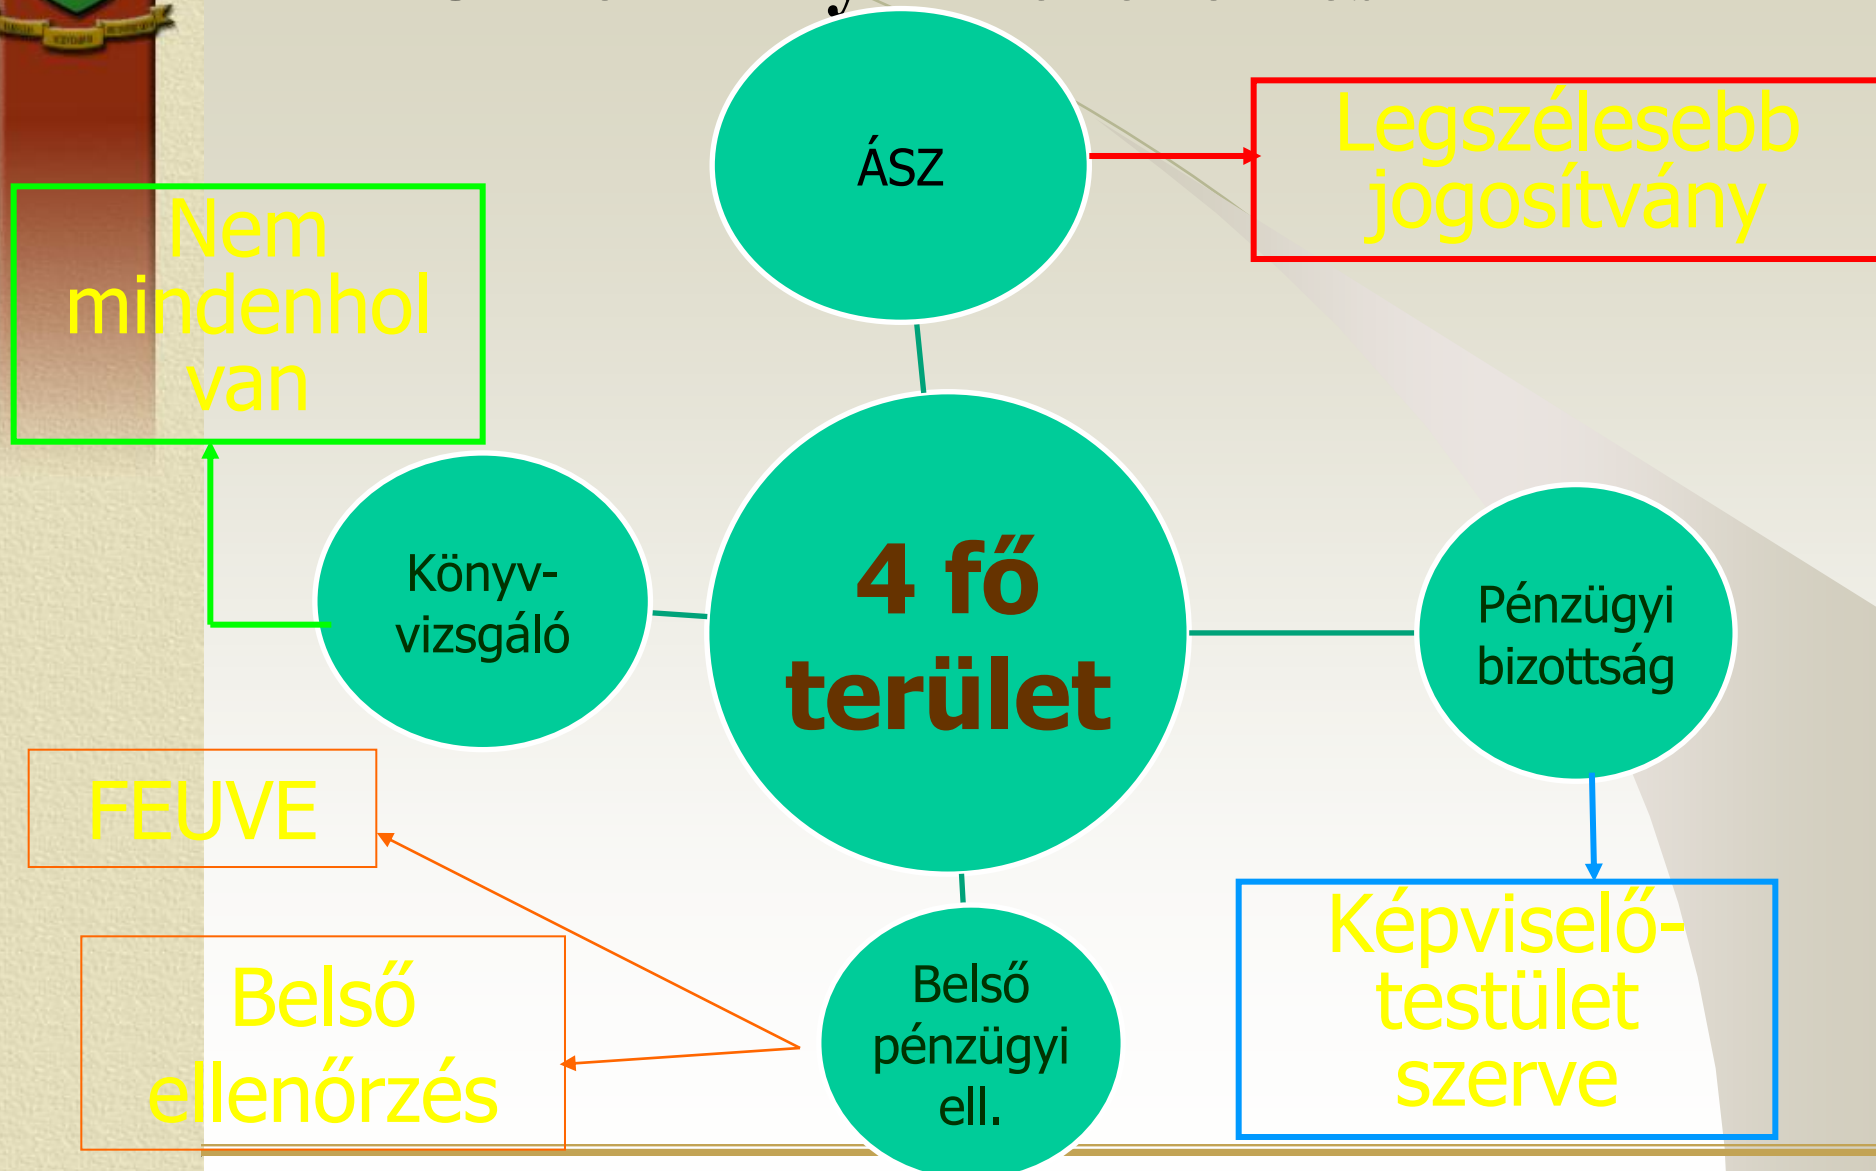 ÁSZ
Legszélesebb
jogosítvány
Nem
mindenhol
van
Könyv-
vizsgáló
4 fő
terület
Pénzügyi
bizottság
FEUVE
Belső
ellenőrzés
Belső
pénzügyi
ell.
Képviselő-
testület
szerve